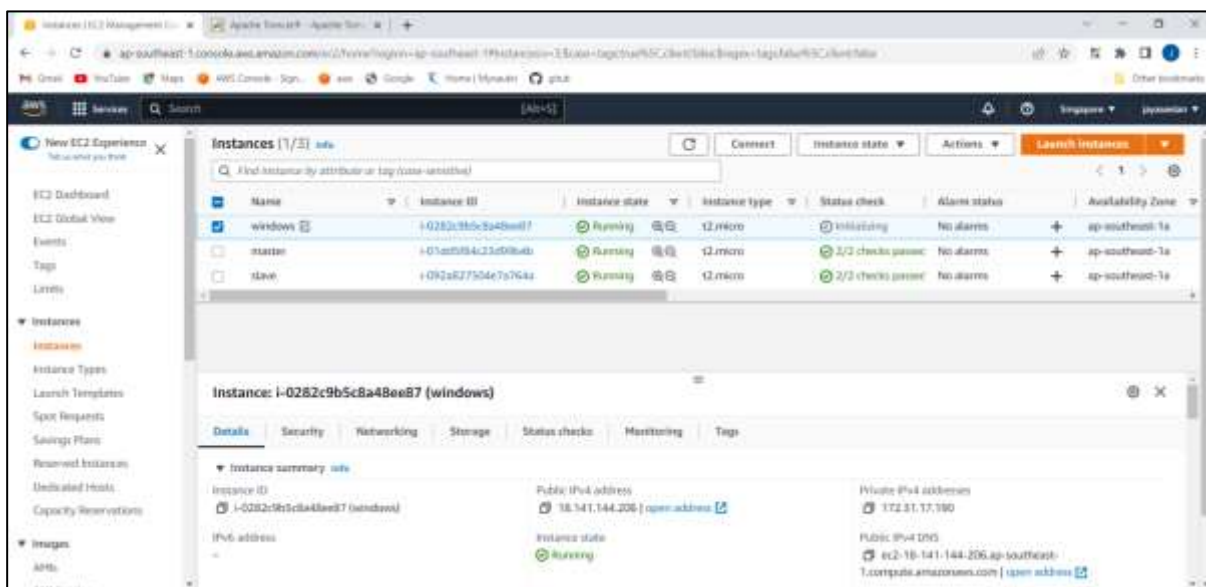 Instances | EC2 Management Co
Apache Tomcat® - Apache Tom
Gmail YouTube Maps AWS Console - Sign... aws Google Home | Mynavin github Other bookmarks
aws Services Search [Alt+S] Singapore
New EC2 Experience
Tell us what you think
EC2 Dashboard
EC2 Global View
Events
Tags
Limits
Instances
Instances
Instance Types
Launch Templates
Spot Requests
Savings Plans
Reserved Instances
Dedicated Hosts
Capacity Reservations
Images
AMIs
Instances (1/3) Info
Connect Instance state Actions Launch instances
Find instance by attribute or tag (case-sensitive)
1
Name Instance ID Instance state Instance type Status check Alarm status Availability Zone
windows i-0282c9b5c8a48ee87 Running t2.micro Initializing No alarms + ap-southeast-1a
master Running t2.micro 2/2 checks passed No alarms + ap-southeast-1a
slave i-092a827504e7a764a Running t2.micro 2/2 checks passed No alarms + ap-southeast-1a
Instance: i-0282c9b5c8a48ee87 (windows)
Details Security Networking Storage Status checks Monitoring Tags
Instance summary Info
Instance ID
i-0282c9b5c8a48ee87 (windows)
IPv6 address
–
Public IPv4 address
18.141.144.206 | open address
Instance state
Running
Private IPv4 addresses
172.31.17.190
Public IPv4 DNS
ec2-18-141-144-206.ap-southeast-
1.compute.amazonaws.com | open address